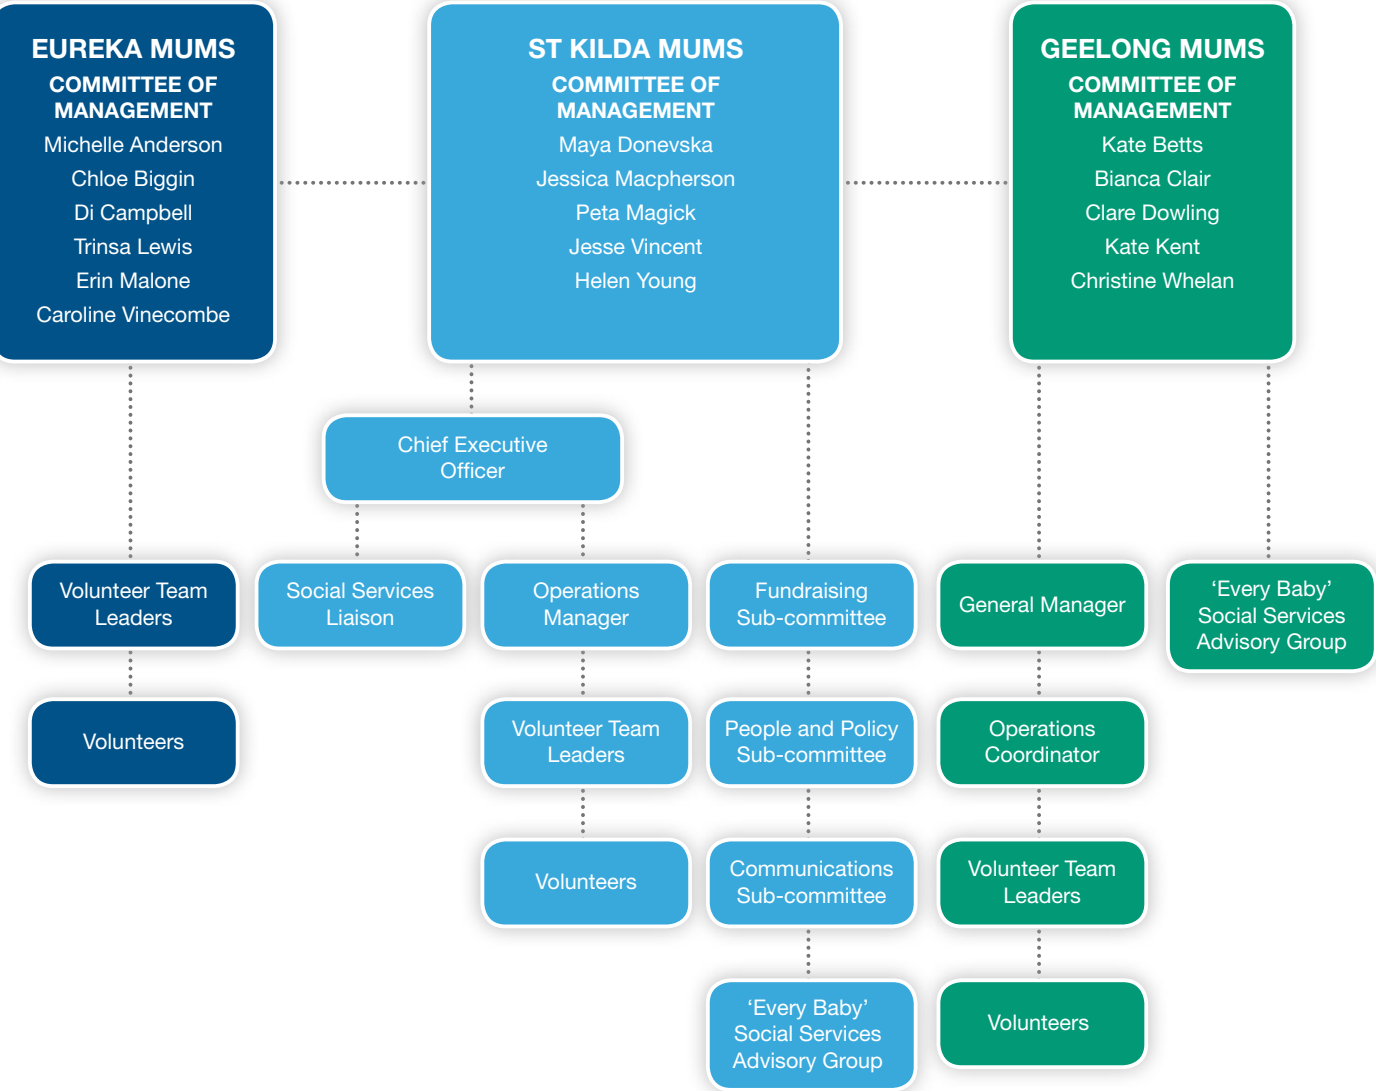 EUREKA MUMS
COMMITTEE OF
MANAGEMENT
Michelle Anderson
Chloe Biggin
Di Campbell
Trinsa Lewis
Erin Malone
Caroline Vinecombe
ST KILDA MUMS
COMMITTEE OF
MANAGEMENT
Maya Donevska
Jessica Macpherson
Peta Magick
Jesse Vincent
Helen Young
GEELONG MUMS
COMMITTEE OF
MANAGEMENT
Kate Betts
Bianca Clair
Clare Dowling
Kate Kent
Christine Whelan
Chief Executive
Officer
Volunteer Team
Leaders
Volunteers
Social Services
Liaison
Operations
Manager
Volunteer Team
Leaders
Volunteers
Fundraising
Sub-committee
People and Policy
Sub-committee
Communications
Sub-committee
‘Every Baby’
Social Services
Advisory Group
General Manager
Operations
Coordinator
Volunteer Team
Leaders
Volunteers
‘Every Baby’
Social Services
Advisory Group